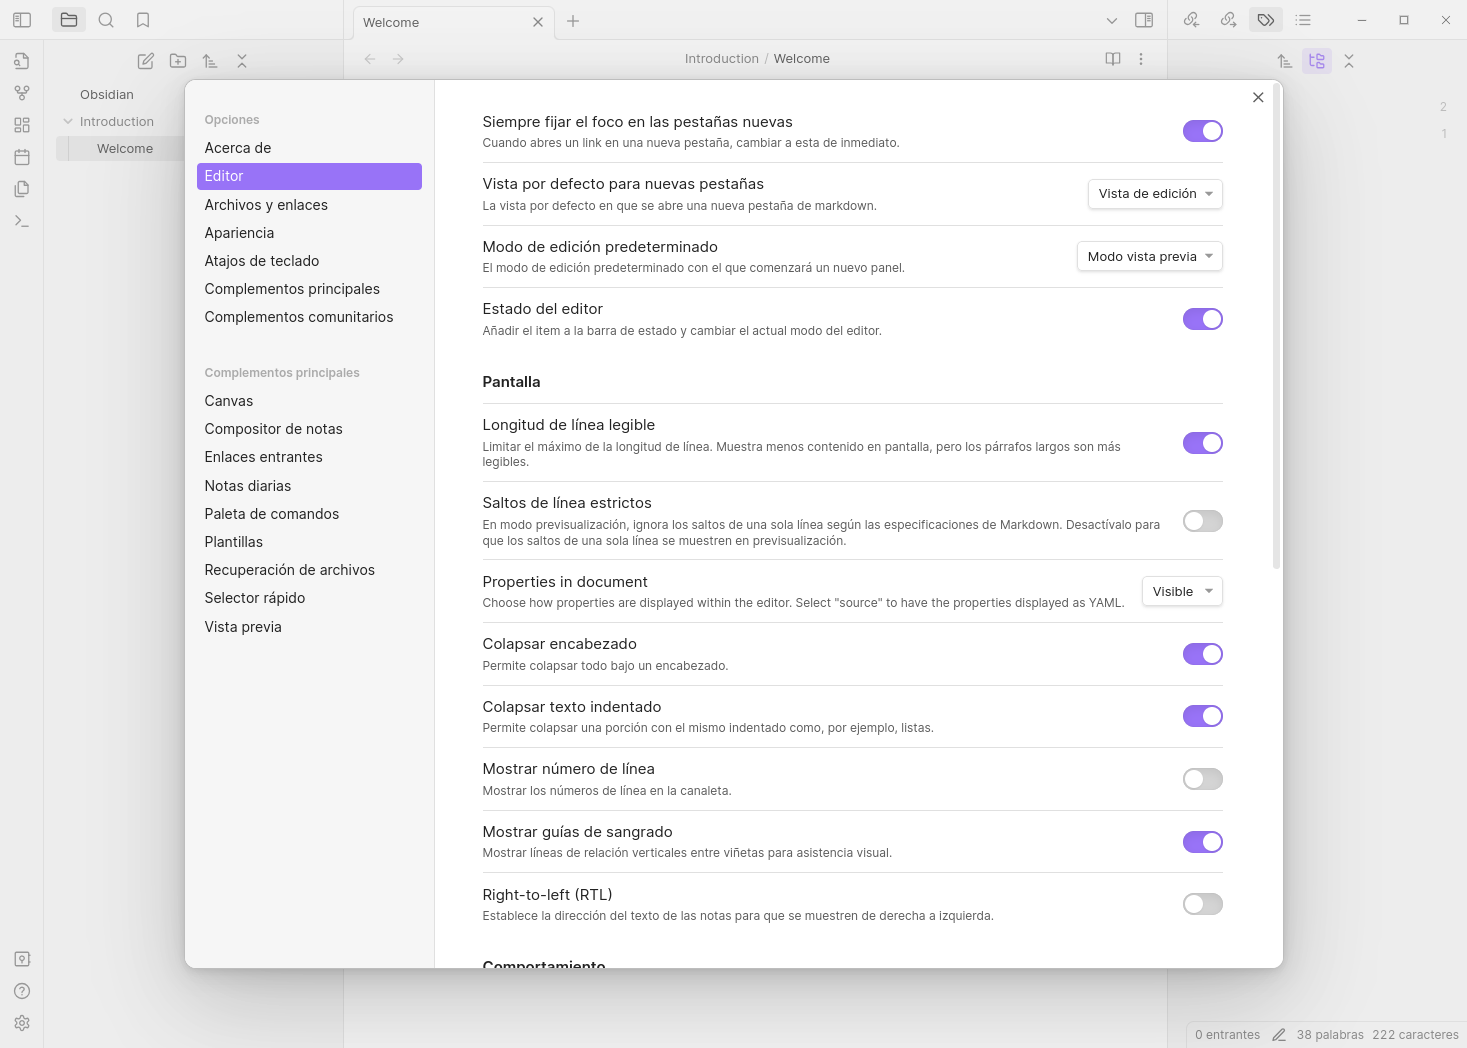 Welcome
Introduction / Welcome
Obsidian
Introduction
Welcome
2
1
Opciones
Acerca de
Editor
Archivos y enlaces
Apariencia
Atajos de teclado
Complementos principales
Complementos comunitarios
Complementos principales
Canvas
Compositor de notas
Enlaces entrantes
Notas diarias
Paleta de comandos
Plantillas
Recuperación de archivos
Selector rápido
Vista previa
Siempre fijar el foco en las pestañas nuevas
Cuando abres un link en una nueva pestaña, cambiar a esta de inmediato.
Vista por defecto para nuevas pestañas
La vista por defecto en que se abre una nueva pestaña de markdown.
Vista de edición
Modo de edición predeterminado
El modo de edición predeterminado con el que comenzará un nuevo panel.
Modo vista previa
Estado del editor
Añadir el item a la barra de estado y cambiar el actual modo del editor.
Pantalla
Longitud de línea legible
Limitar el máximo de la longitud de línea. Muestra menos contenido en pantalla, pero los párrafos largos son más
legibles.
Saltos de línea estrictos
En modo previsualización, ignora los saltos de una sola línea según las especificaciones de Markdown. Desactívalo para
que los saltos de una sola línea se muestren en previsualización.
Properties in document
Choose how properties are displayed within the editor. Select "source" to have the properties displayed as YAML.
Visible
Colapsar encabezado
Permite colapsar todo bajo un encabezado.
Colapsar texto indentado
Permite colapsar una porción con el mismo indentado como, por ejemplo, listas.
Mostrar número de línea
Mostrar los números de línea en la canaleta.
Mostrar guías de sangrado
Mostrar líneas de relación verticales entre viñetas para asistencia visual.
Right-to-left (RTL)
Establece la dirección del texto de las notas para que se muestren de derecha a izquierda.
Comportamiento
0 entrantes 38 palabras 222 caracteres